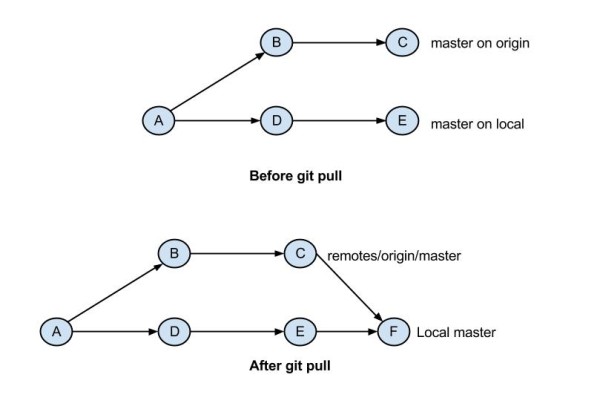 B
C
master on origin
A
D
E
master on local
Before git pull
B
C
remotes/origin/master
A
D
E
F
Local master
After git pull